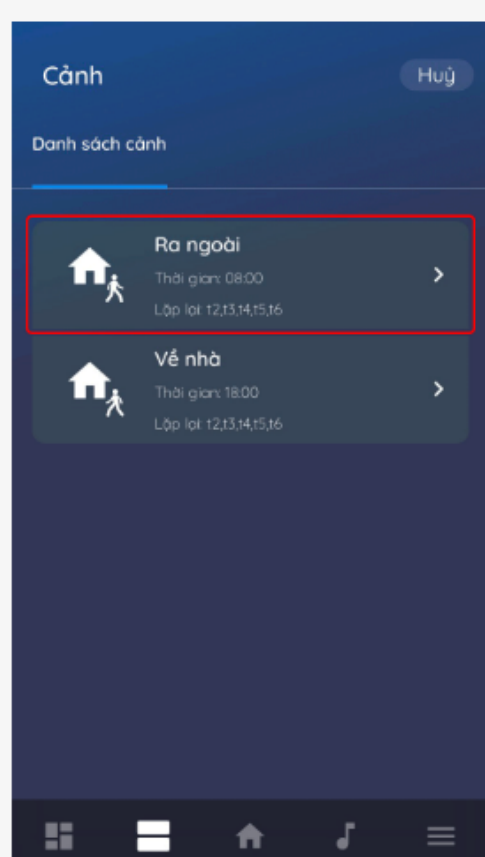 Cảnh
Huỷ
Danh sách cảnh
Ra ngoài
Thời gian: 08:00
Lặp lại: t2,t3,t4,t5,t6
Về nhà
Thời gian: 18:00
Lặp lại: t2,t3,t4,t5,t6